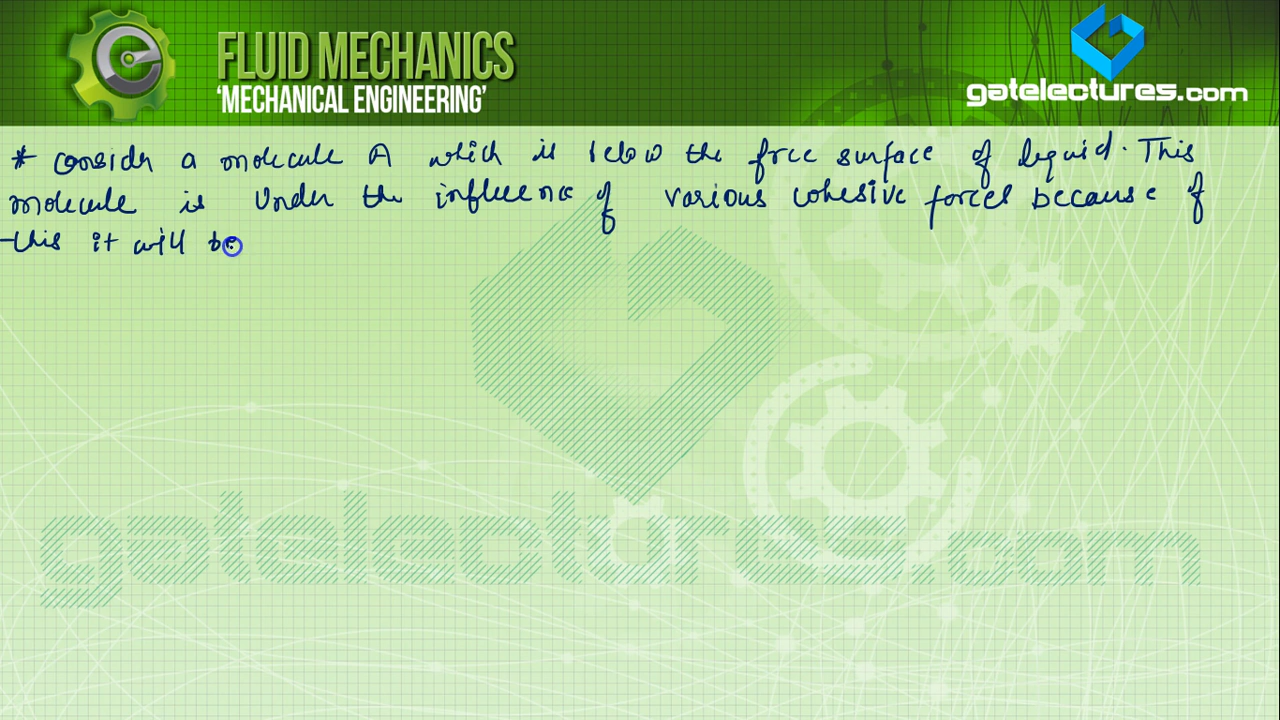 FLUID MECHANICS
'MECHANICAL ENGINEERING'
gatelectures.com
* Consider a molecule A which is below the free surface of liquid. This
molecule is under the influence of various cohesive forces because of
this it will be
gatelectures.com